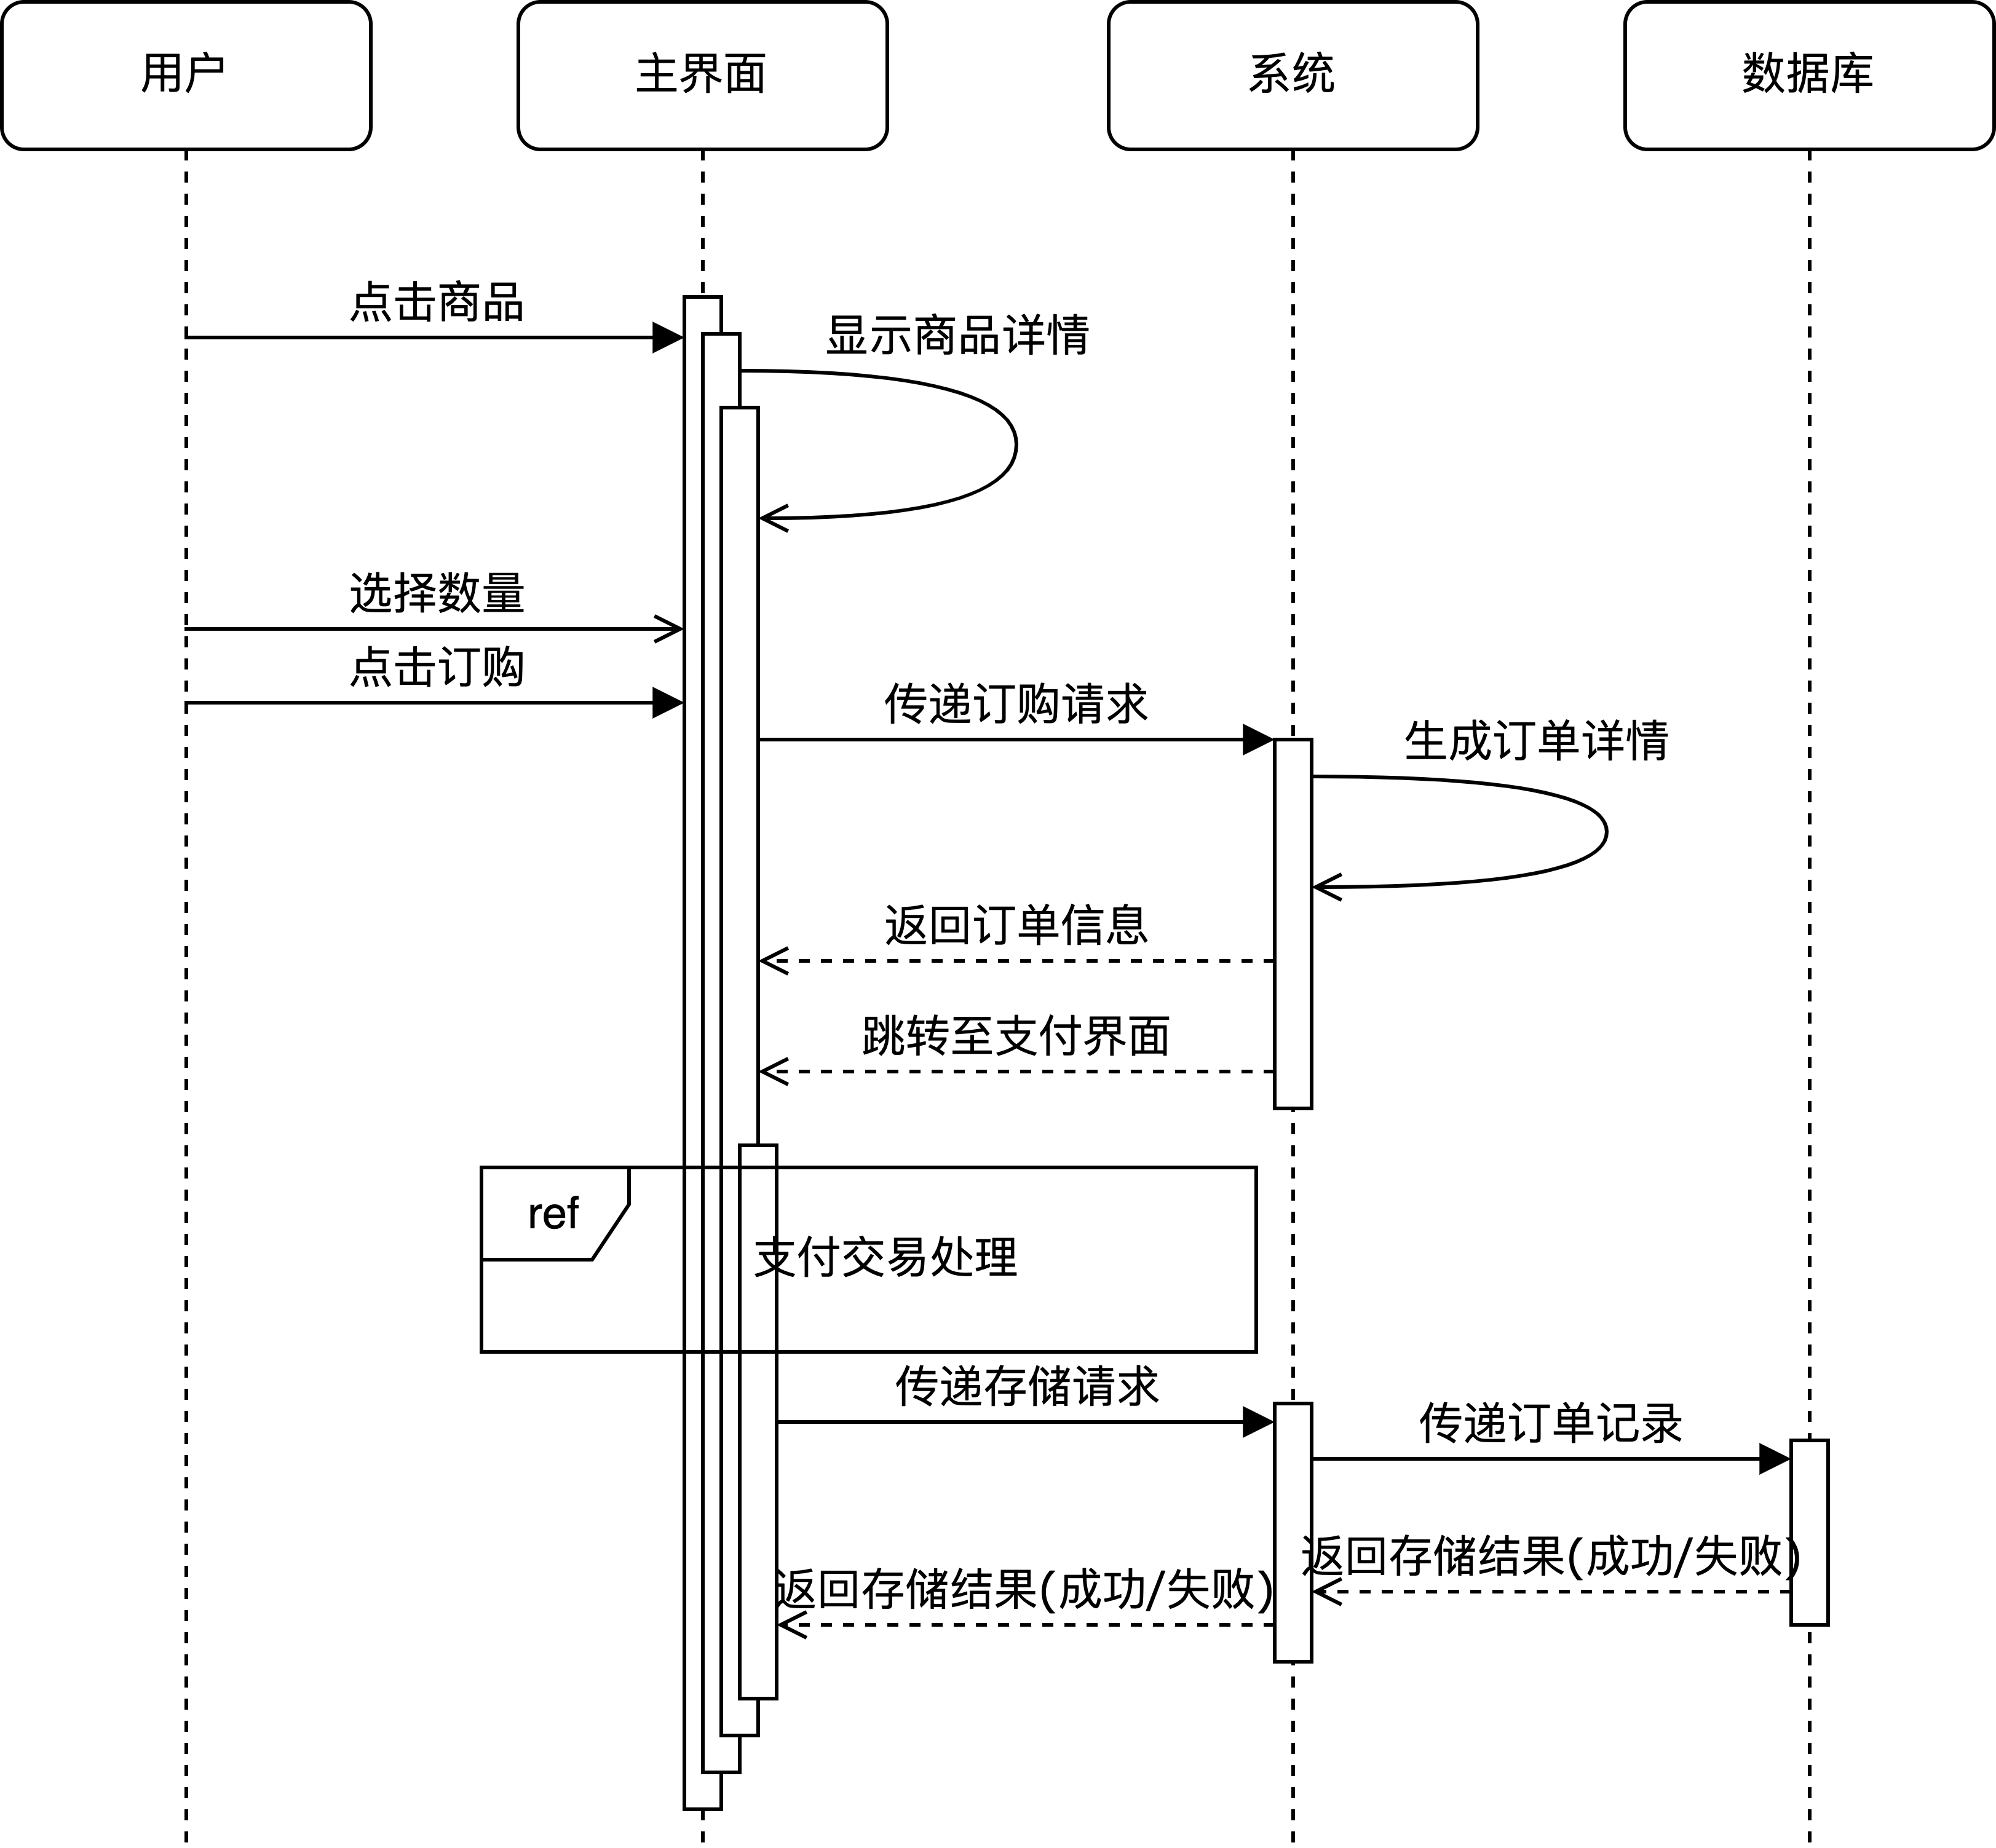 用户
主界面
系统
数据库
点击商品
显示商品详情
选择数量
点击订购
传递订购请求
生成订单详情
返回订单信息
跳转至支付界面
ref
支付交易处理
传递存储请求
传递订单记录
返回存储结果(成功/失败)
返回存储结果(成功/失败)